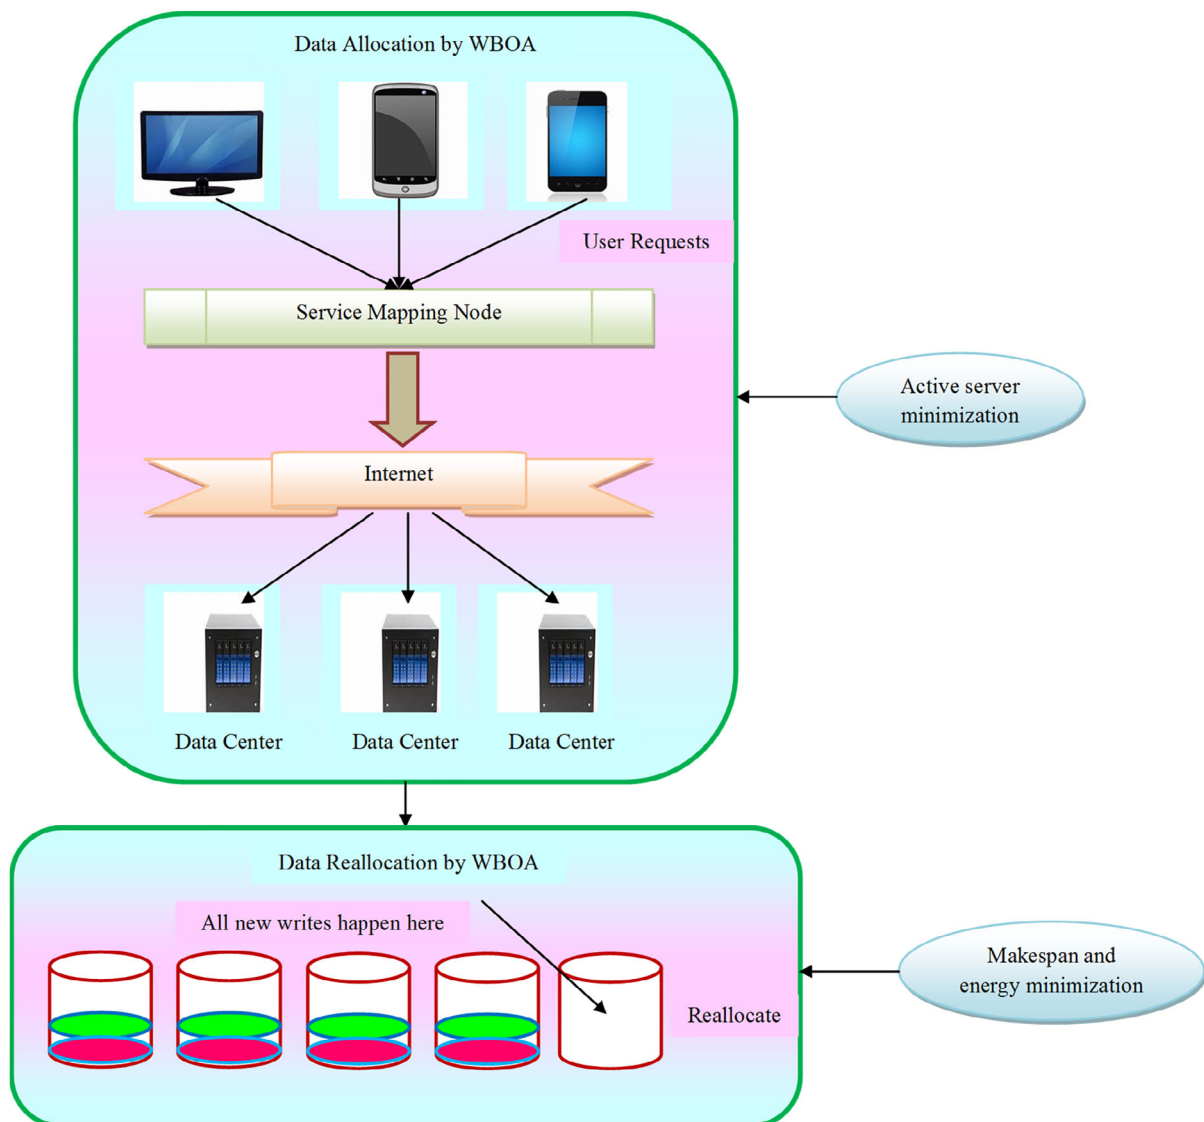 Data Allocation by WBOA
User Requests
Service Mapping Node
Active server
minimization
Internet
Data Center
Data Center
Data Center
Data Reallocation by WBOA
All new writes happen here
Makespan and
energy minimization
Reallocate